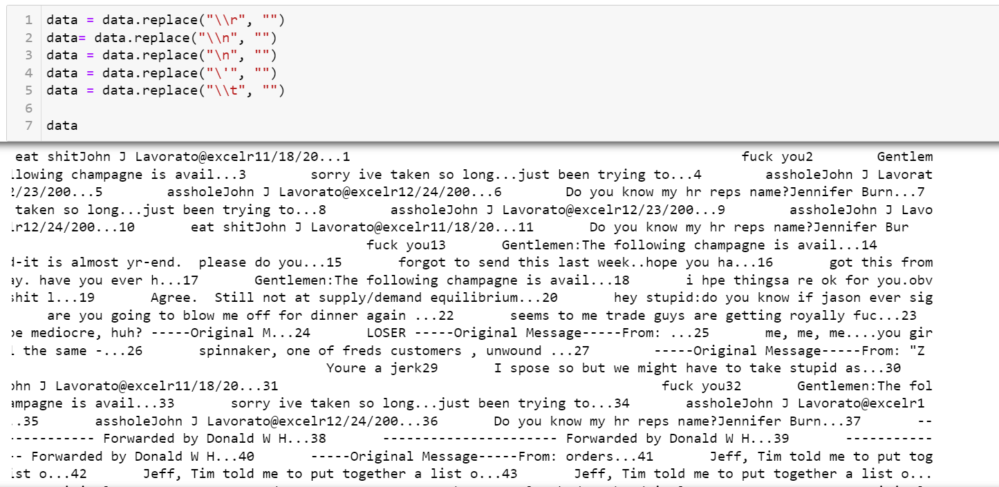 1 data = data.replace("\\r", "")
2 data= data.replace("\\n", "")
3 data = data.replace("\n", "")
4 data = data.replace("\'", "")
5 data = data.replace("\\t", "")
6
7 data
eat shitJohn J Lavorato@excelr11/18/20...1 fuck you2 Gentlem
llowing champagne is avail...3 sorry ive taken so long...just been trying to...4 assholeJohn J Lavorat
2/23/200...5 assholeJohn J Lavorato@excelr12/24/200...6 Do you know my hr reps name?Jennifer Burn...7
taken so long...just been trying to...8 assholeJohn J Lavorato@excelr12/23/200...9 assholeJohn J Lavo
lr12/24/200...10 eat shitJohn J Lavorato@excelr11/18/20...11 Do you know my hr reps name?Jennifer Bur
fuck you13 Gentlemen:The following champagne is avail...14
d-it is almost yr-end. please do you...15 forgot to send this last week..hope you ha...16 got this from
ay. have you ever h...17 Gentlemen:The following champagne is avail...18 i hpe thingsa re ok for you.obv
shit l...19 Agree. Still not at supply/demand equilibrium...20 hey stupid:do you know if jason ever sig
are you going to blow me off for dinner again ...22 seems to me trade guys are getting royally fuc...23
be mediocre, huh? -----Original M...24 LOSER -----Original Message-----From: ...25 me, me, me....you gir
l the same -...26 spinnaker, one of freds customers , unwound ...27 -----Original Message-----From: "Z
Youre a jerk29 I spose so but we might have to take stupid as...30
ohn J Lavorato@excelr11/18/20...31 fuck you32 Gentlemen:The fol
ampagne is avail...33 sorry ive taken so long...just been trying to...34 assholeJohn J Lavorato@excelr1
..35 assholeJohn J Lavorato@excelr12/24/200...36 Do you know my hr reps name?Jennifer Burn...37 --
----------- Forwarded by Donald W H...38 ---------------------- Forwarded by Donald W H...39 -----------
-- Forwarded by Donald W H...40 -----Original Message-----From: orders...41 Jeff, Tim told me to put tog
ist o...42 Jeff, Tim told me to put together a list o...43 Jeff, Tim told me to put together a list o...